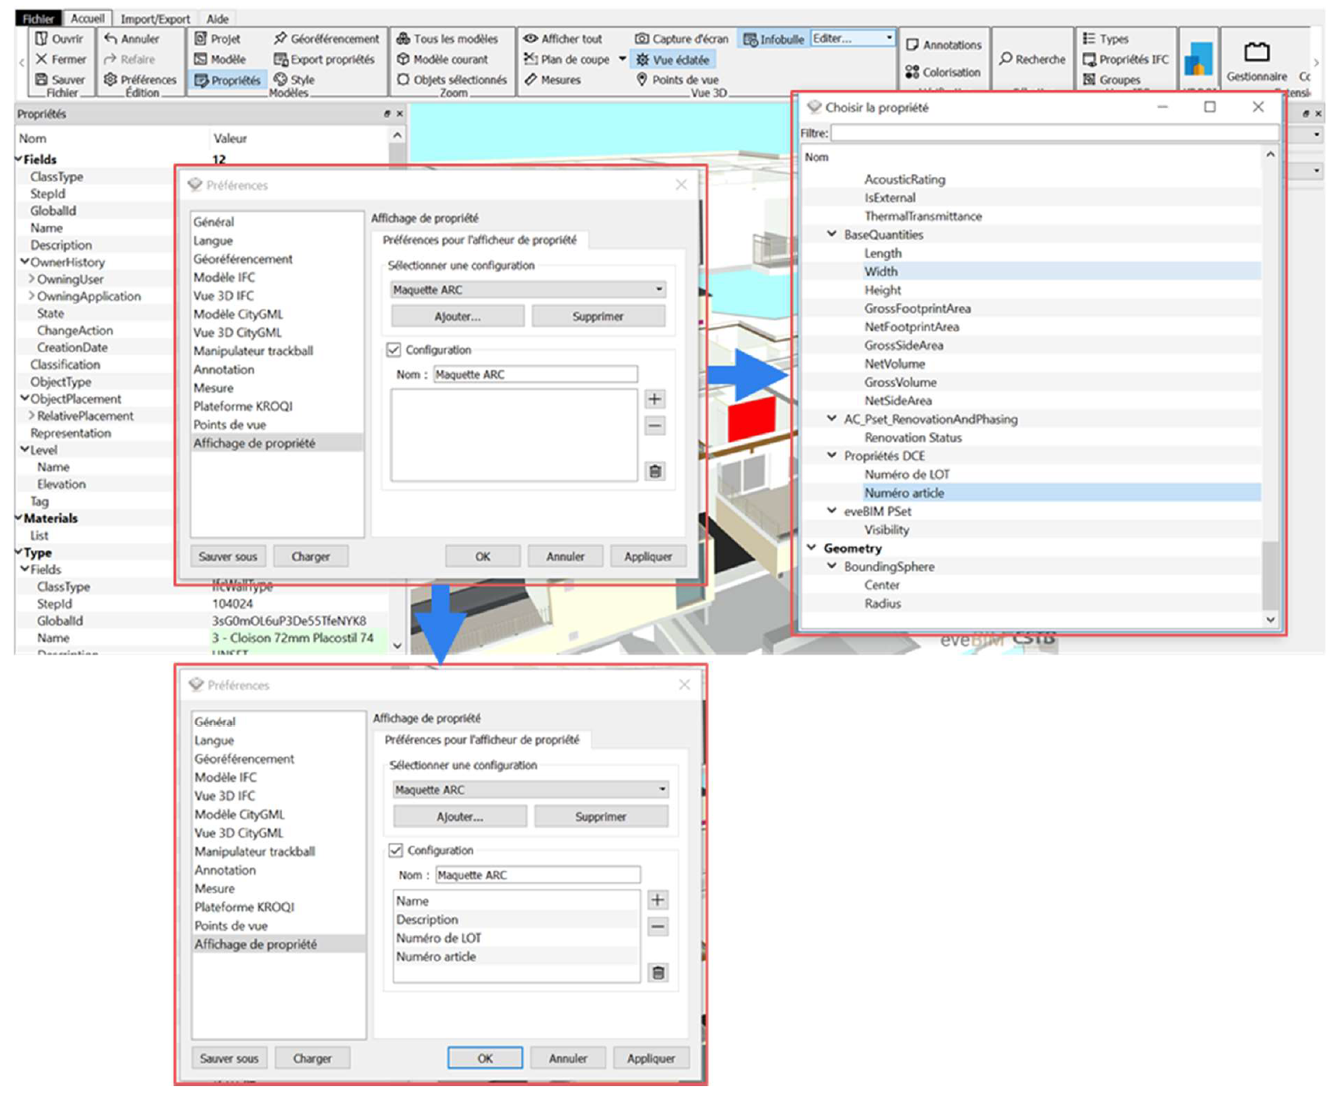 Fichier Accueil Import/Export Aide
Ouvrir Annuler Projet Géoréférencement Tous les modèles Afficher tout Capture d'écran Infobulle Editer... Annotations Types
Fermer Refaire Modèle Export propriétés Modèle courant Plan de coupe Vue éclatée Recherche Propriétés IFC
Sauver Préférences Propriétés Style Objets sélectionnés Mesures Points de vue Colorisation Groupes Gestionnaire
Fichier Édition Modèles Zoom Vue 3D
Propriétés
Nom Valeur
Fields 12
ClassType
StepId
GlobalId
Name
Description
OwnerHistory
OwningUser
OwningApplication
State
ChangeAction
CreationDate
Classification
ObjectType
ObjectPlacement
RelativePlacement
Representation
Level
Name
Elevation
Tag
Materials
List
Type
Fields
ClassType IfcWallType
StepId 104024
GlobalId 3sG0mOL6uP3De55TfeNYK8
Name 3 - Cloison 72mm Placostil 74
Description UNSET
Préférences
Général
Langue
Géoréférencement
Modèle IFC
Vue 3D IFC
Modèle CityGML
Vue 3D CityGML
Manipulateur trackball
Annotation
Mesure
Plateforme KROQI
Points de vue
Affichage de propriété
Affichage de propriété
Préférences pour l'afficheur de propriété
Sélectionner une configuration
Maquette ARC
Ajouter... Supprimer
Configuration
Nom : Maquette ARC
Sauver sous Charger OK Annuler Appliquer
Choisir la propriété
Filtre:
Nom
AcousticRating
IsExternal
ThermalTransmittance
BaseQuantities
Length
Width
Height
GrossFootprintArea
NetFootprintArea
GrossSideArea
NetVolume
GrossVolume
NetSideArea
AC_Pset_RenovationAndPhasing
Renovation Status
Propriétés DCE
Numéro de LOT
Numéro article
eveBIM PSet
Visibility
Geometry
BoundingSphere
Center
Radius
eveBIM CSTB
Préférences
Général
Langue
Géoréférencement
Modèle IFC
Vue 3D IFC
Modèle CityGML
Vue 3D CityGML
Manipulateur trackball
Annotation
Mesure
Plateforme KROQI
Points de vue
Affichage de propriété
Affichage de propriété
Préférences pour l'afficheur de propriété
Sélectionner une configuration
Maquette ARC
Ajouter... Supprimer
Configuration
Nom : Maquette ARC
Name
Description
Numéro de LOT
Numéro article
Sauver sous Charger OK Annuler Appliquer